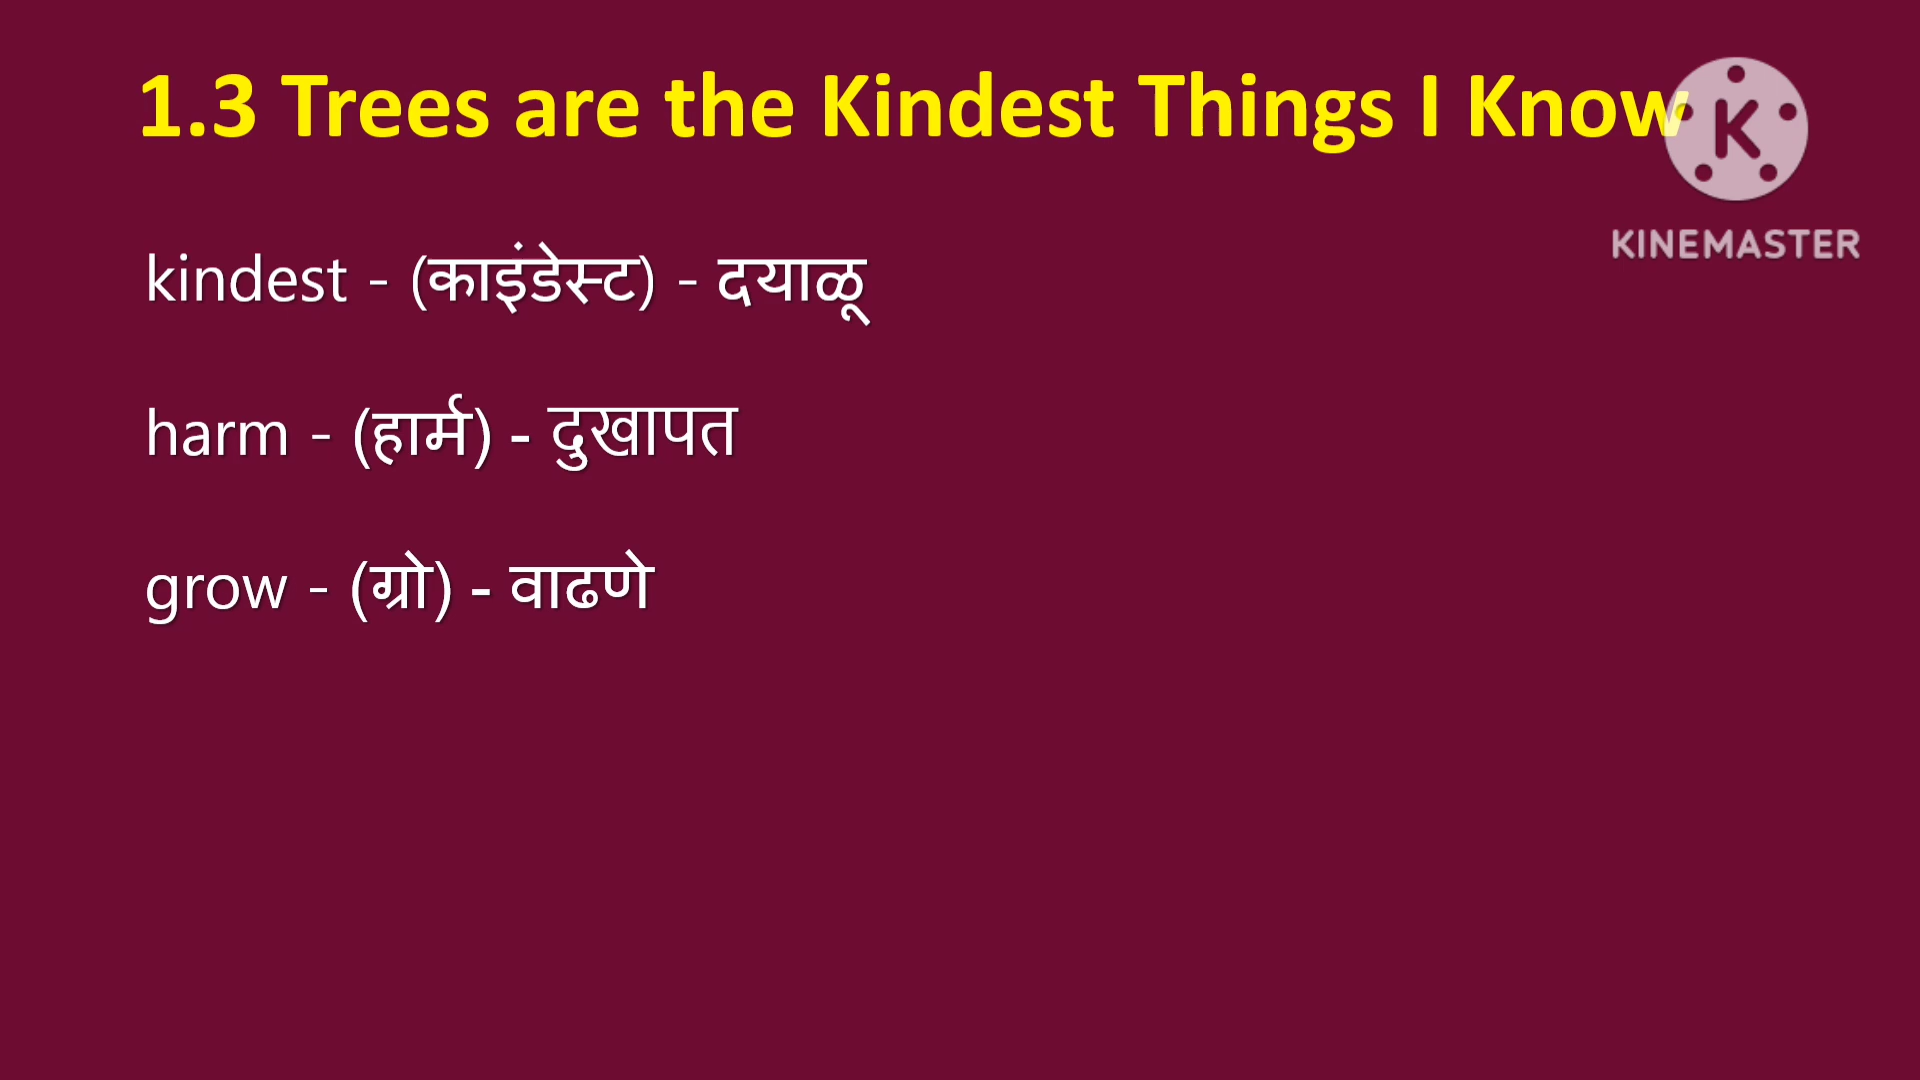 1.3 Trees are the Kindest Things I Know
K
KINEMASTER
kindest - (काइंडेस्ट) - दयाळू
harm - (हार्म) - दुखापत
grow - (ग्रो) - वाढणे